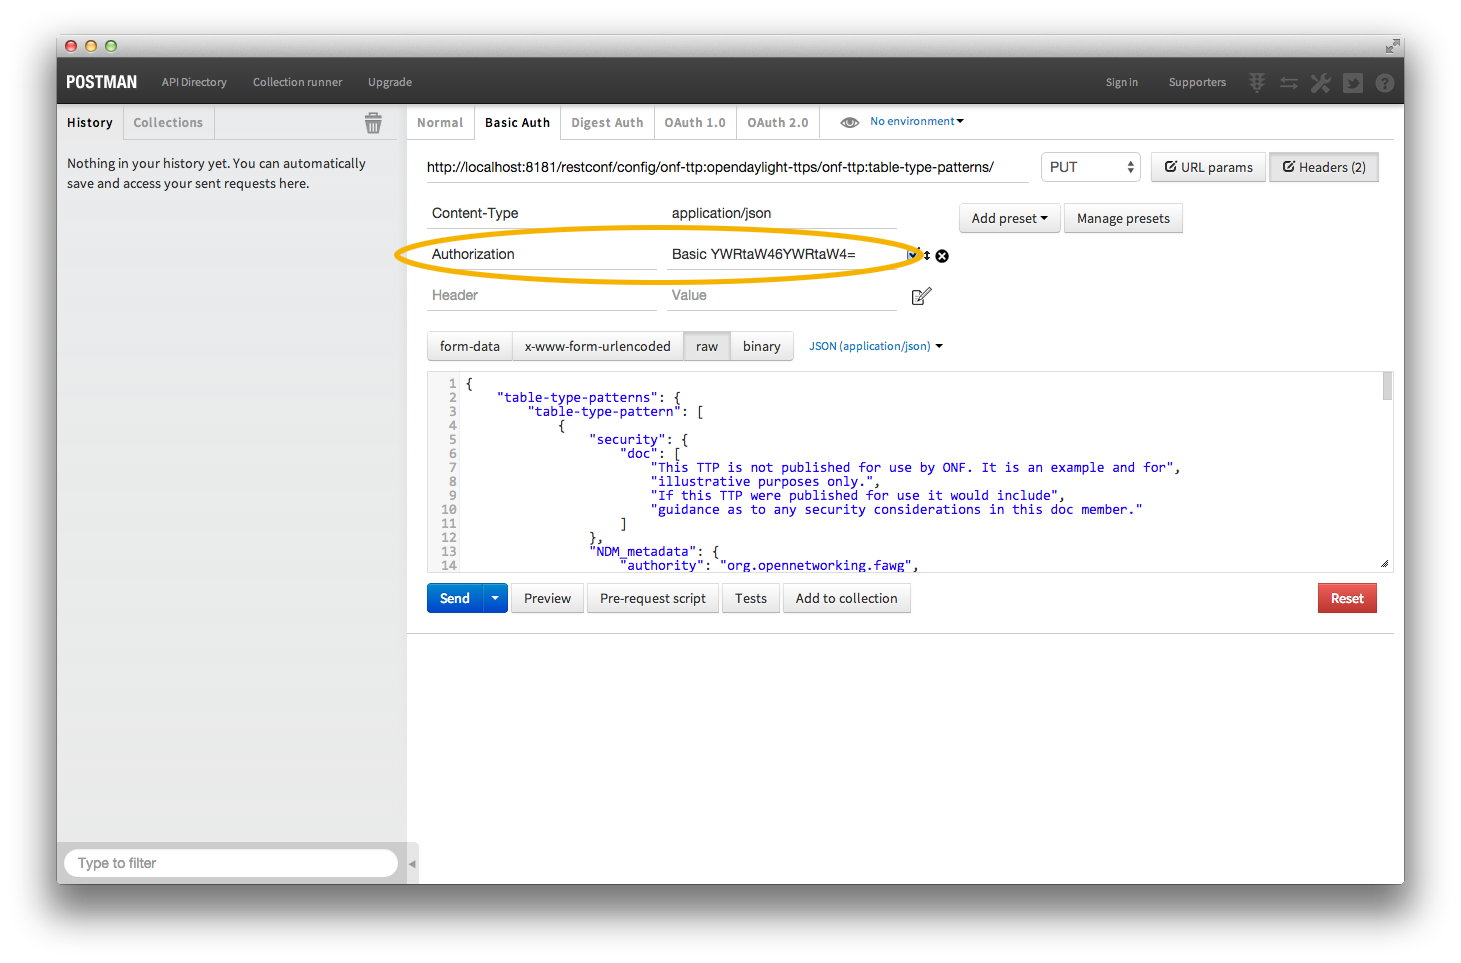 POSTMAN API Directory Collection runner Upgrade Sign in Supporters
History Collections
Nothing in your history yet. You can automatically
save and access your sent requests here.
Normal Basic Auth Digest Auth OAuth 1.0 OAuth 2.0 No environment
http://localhost:8181/restconf/config/onf-ttp:opendaylight-ttps/onf-ttp:table-type-patterns/ PUT URL params Headers (2)
Content-Type application/json Add preset Manage presets
Authorization Basic YWRtaW46YWRtaW4=
Header Value
form-data x-www-form-urlencoded raw binary JSON (application/json)
1 {
2 "table-type-patterns": {
3 "table-type-pattern": [
4 {
5 "security": {
6 "doc": [
7 "This TTP is not published for use by ONF. It is an example and for",
8 "illustrative purposes only.",
9 "If this TTP were published for use it would include",
10 "guidance as to any security considerations in this doc member."
11 ]
12 },
13 "NDM_metadata": {
14 "authority": "org.opennetworking.fawg",
Send Preview Pre-request script Tests Add to collection Reset
Type to filter